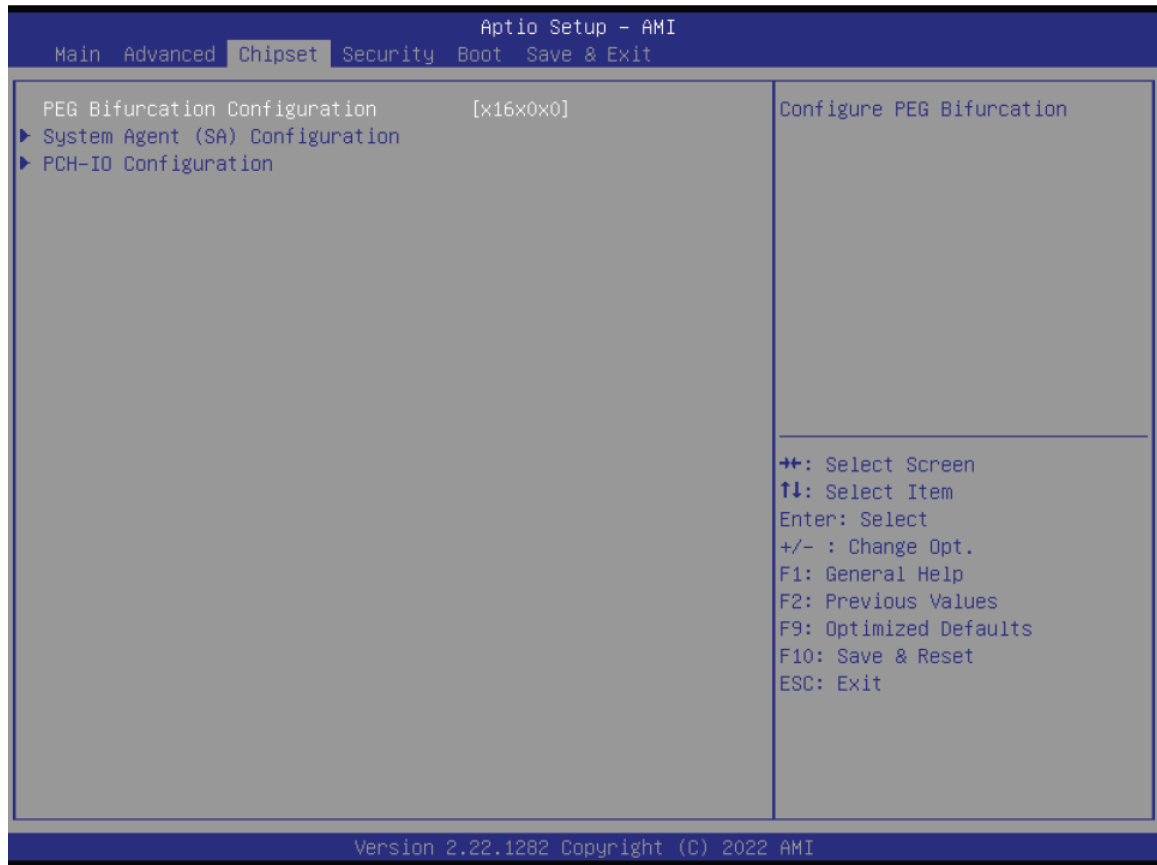 Aptio Setup – AMI
Main Advanced Chipset Security Boot Save & Exit
PEG Bifurcation Configuration [x16x0x0]
▶ System Agent (SA) Configuration
▶ PCH-IO Configuration
Configure PEG Bifurcation
→←: Select Screen
↑↓: Select Item
Enter: Select
+/- : Change Opt.
F1: General Help
F2: Previous Values
F9: Optimized Defaults
F10: Save & Reset
ESC: Exit
Version 2.22.1282 Copyright (C) 2022 AMI